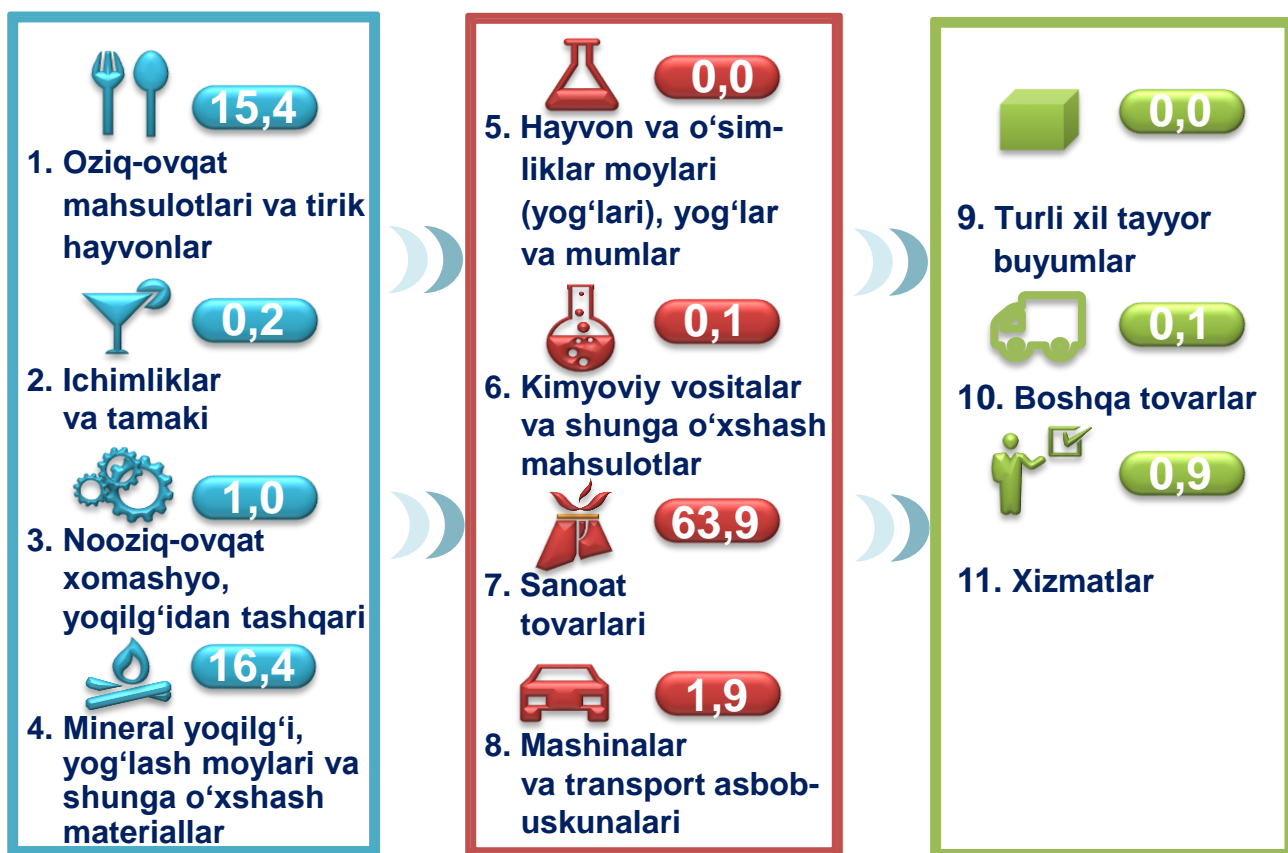 15,4
1. Oziq-ovqat
mahsulotlari va tirik
hayvonlar
0,2
2. Ichimliklar
va tamaki
1,0
3. Nooziq-ovqat
xomashyo,
yoqilg‘idan tashqari
16,4
4. Mineral yoqilg‘i,
yog‘lash moylari va
shunga o‘xshash
materiallar
0,0
5. Hayvon va o‘sim-
liklar moylari
(yog‘lari), yog‘lar
va mumlar
0,1
6. Kimyoviy vositalar
va shunga o‘xshash
mahsulotlar
63,9
7. Sanoat
tovarlari
1,9
8. Mashinalar
va transport asbob-
uskunalari
0,0
9. Turli xil tayyor
buyumlar
0,1
10. Boshqa tovarlar
0,9
11. Xizmatlar